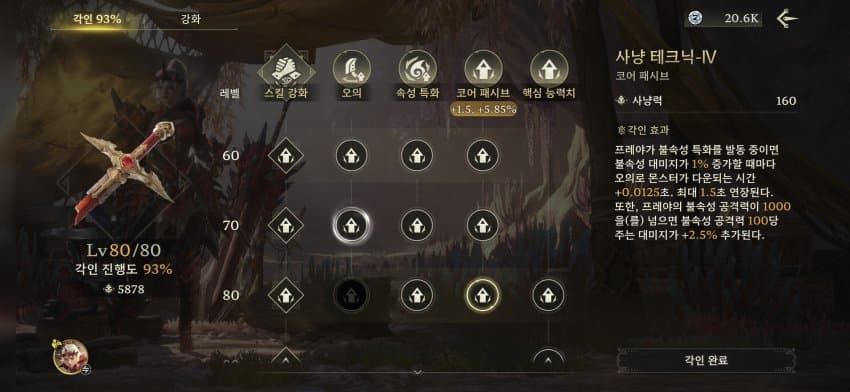 각인 93%
강화
20.6K
스킬 강화
오의
속성 특화
코어 패시브
핵심 능력치
레벨
+1.5, +5.85%
60
70
80
Lv80/80
각인 진행도 93%
5878
사냥 테크닉-IV
코어 패시브
사냥력 160
각인 효과
프레야가 불속성 특화를 발동 중이면
불속성 대미지가 1% 증가할 때마다
오의로 몬스터가 다운되는 시간
+0.0125초, 최대 1.5초 연장된다.
또한, 프레야의 불속성 공격력이 1000
을(를) 넘으면 불속성 공격력 100당
주는 대미지가 +2.5% 추가된다.
각인 완료